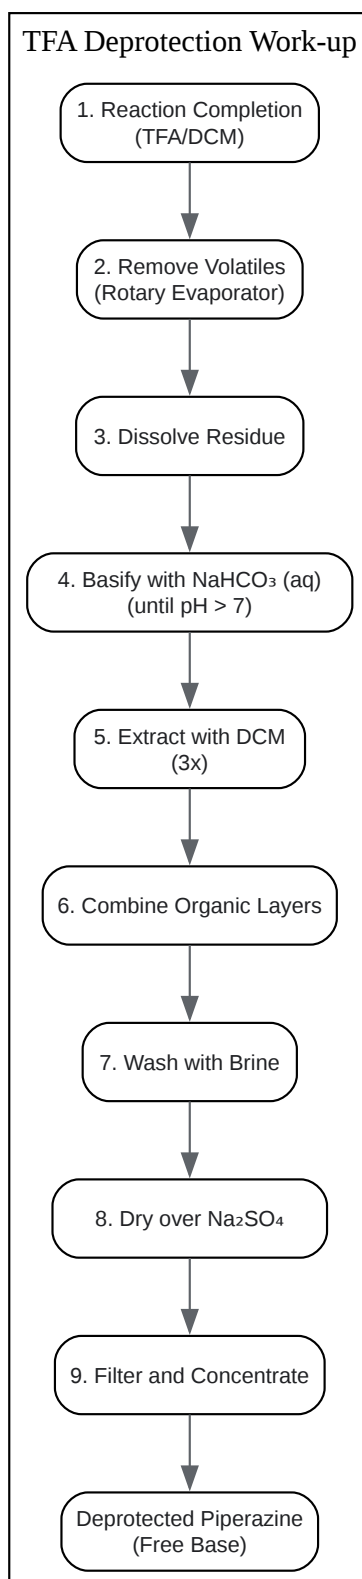 TFA Deprotection Work-up
1. Reaction Completion
(TFA/DCM)
2. Remove Volatiles
(Rotary Evaporator)
3. Dissolve Residue
4. Basify with NaHCO₃ (aq)
(until pH > 7)
5. Extract with DCM
(3x)
6. Combine Organic Layers
7. Wash with Brine
8. Dry over Na₂SO₄
9. Filter and Concentrate
Deprotected Piperazine
(Free Base)